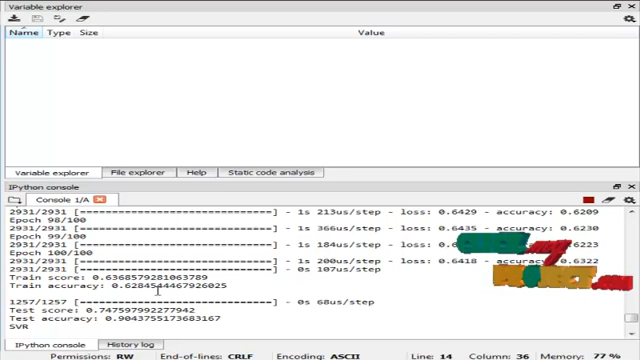 Variable explorer
Name Type Size Value
Variable explorer File explorer Help Static code analysis
IPython console
Console 1/A
2931/2931 [==============================] - 1s 213us/step - loss: 0.6429 - accuracy: 0.6209
Epoch 98/100
2931/2931 [==============================] - 1s 366us/step - loss: 0.6435 - accuracy: 0.6230
Epoch 99/100
2931/2931 [==============================] - 1s 184us/step - loss: 0.6223
Epoch 100/100
2931/2931 [==============================] - 1s 200us/step - loss: 0.6418 - accuracy: 0.6322
2931/2931 [==============================] - 0s 107us/step
Train score: 0.6368579281063789
Train accuracy: 0.6284544467926025
1257/1257 [==============================] - 0s 68us/step
Test score: 0.747597992277942
Test accuracy: 0.9043755173683167
SVR
IPython console History log
Permissions: RW End-of-lines: CRLF Encoding: ASCII Line: 14 Column: 36 Memory: 77 %